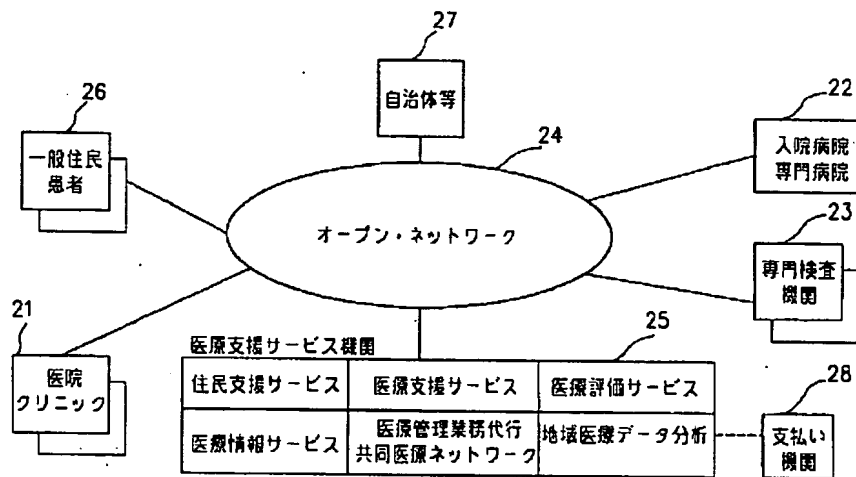 27
自治体等
26
一般住民
患者
24
22
入院病院・
専門病院
オープン・ネットワーク
23
専門検査
機関
21
医院
クリニック
25
医療支援サービス機関
住民支援サービス
医療支援サービス
医療評価サービス
医療情報サービス
医療管理業務代行
共同医療ネットワーク
地域医療データ分析
28
支払い
機関